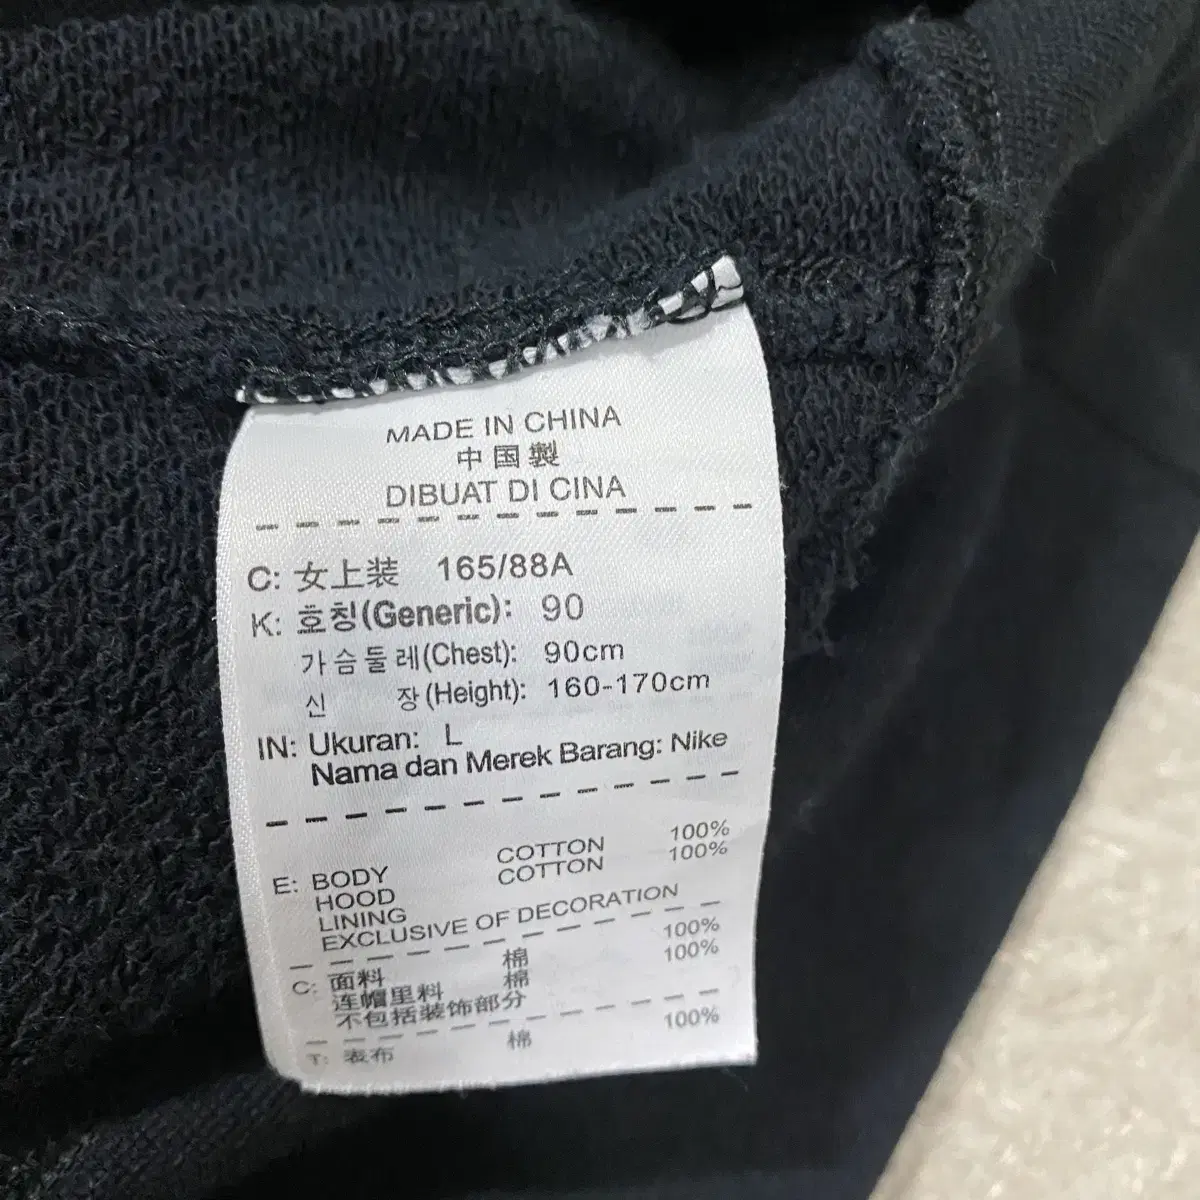 MADE IN CHINA
中国製
DIBUAT DI CINA
C: 女上装 165/88A
K: 호칭(Generic): 90
가슴둘레(Chest): 90cm
신 장(Height): 160-170cm
IN: Ukuran: L
Nama dan Merek Barang: Nike
E: BODY COTTON 100%
HOOD COTTON 100%
LINING
EXCLUSIVE OF DECORATION
C: 面料 棉 100%
连帽里料 棉 100%
不包括装饰部分
T: 表布 棉 100%